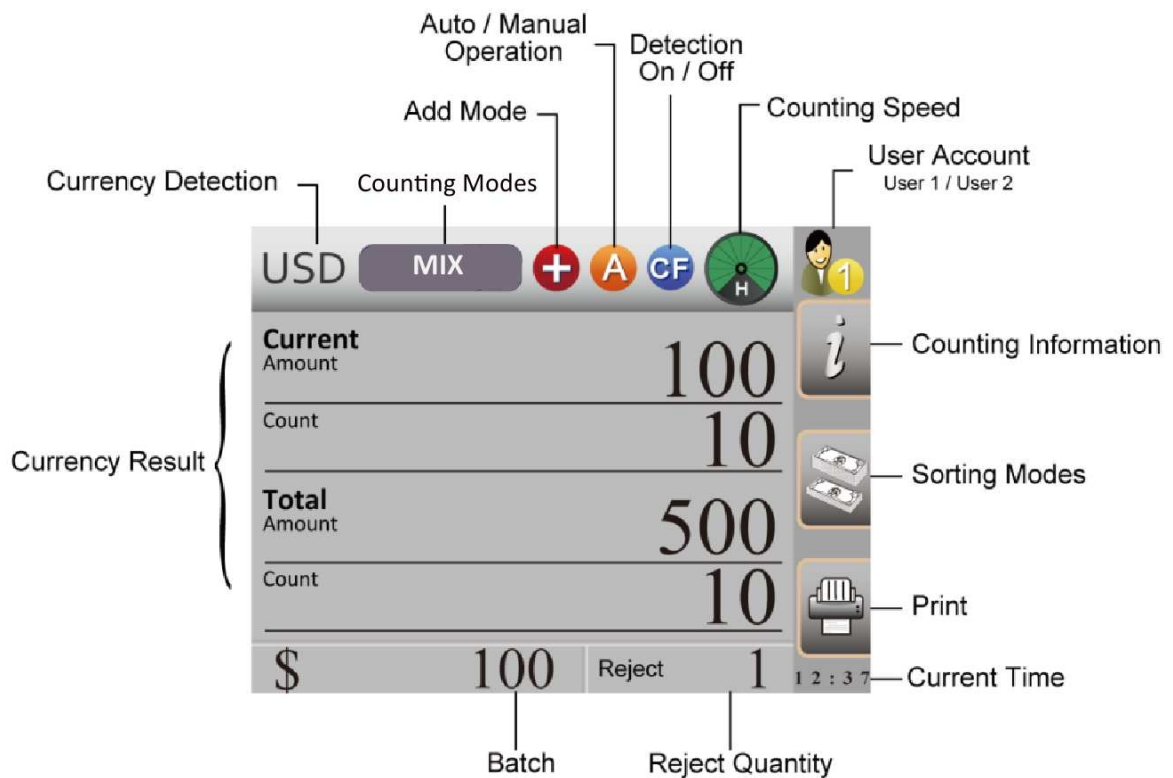 Auto / Manual
Operation
Detection
On / Off
Add Mode
Counting Speed
User Account
User 1 / User 2
Currency Detection
Counting Modes
USD
MIX
+
A
CF
H
1
Current
Amount
100
i
Counting Information
Count
10
Currency Result
Sorting Modes
Total
Amount
500
Count
10
Print
$ 100
Reject 1
12:37
Current Time
Batch
Reject Quantity